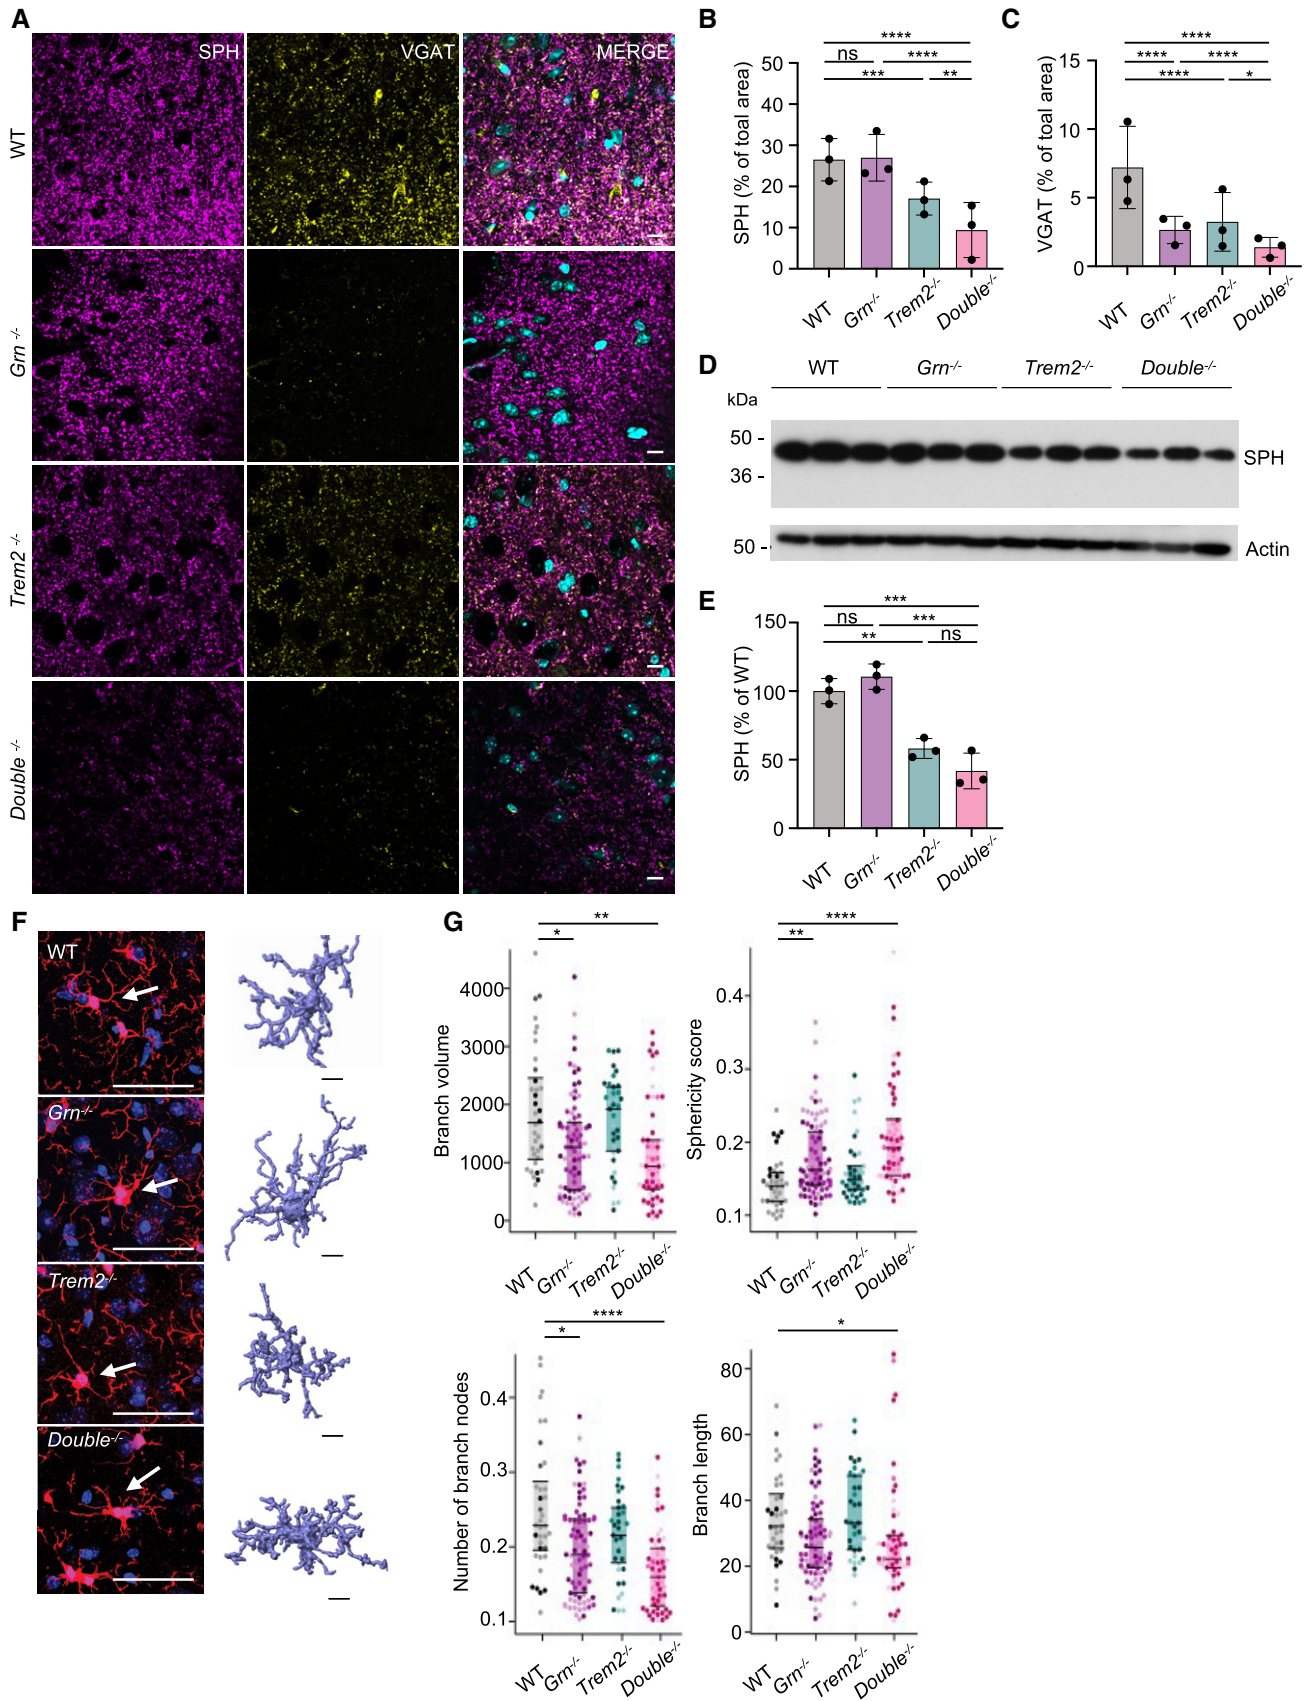 A
SPH
VGAT
MERGE
WT
Grn -/-
Trem2 -/-
Double -/-
B
**** 
ns
****
***
**
SPH (% of toal area)
50
40
30
20
10
0
WT
Grn-/-
Trem2-/-
Double-/-
C
****
****
****
****
*
VGAT (% of toal area)
15
10
5
0
WT
Grn-/-
Trem2-/-
Double-/-
D
WT
Grn-/-
Trem2-/-
Double-/-
kDa
50 -
36 -
SPH
50 -
Actin
E
***
ns
***
**
ns
SPH (% of WT)
150
100
50
0
WT
Grn-/-
Trem2-/-
Double-/-
F
WT
Grn-/-
Trem2-/-
Double-/-
G
**
*
Branch volume
4000
3000
2000
1000
0
WT
Grn-/-
Trem2-/-
Double-/-
****
**
Sphericity score
0.4
0.3
0.2
0.1
WT
Grn-/-
Trem2-/-
Double-/-
****
*
Number of branch nodes
0.4
0.3
0.2
0.1
WT
Grn-/-
Trem2-/-
Double-/-
*
Branch length
80
60
40
20
0
WT
Grn-/-
Trem2-/-
Double-/-